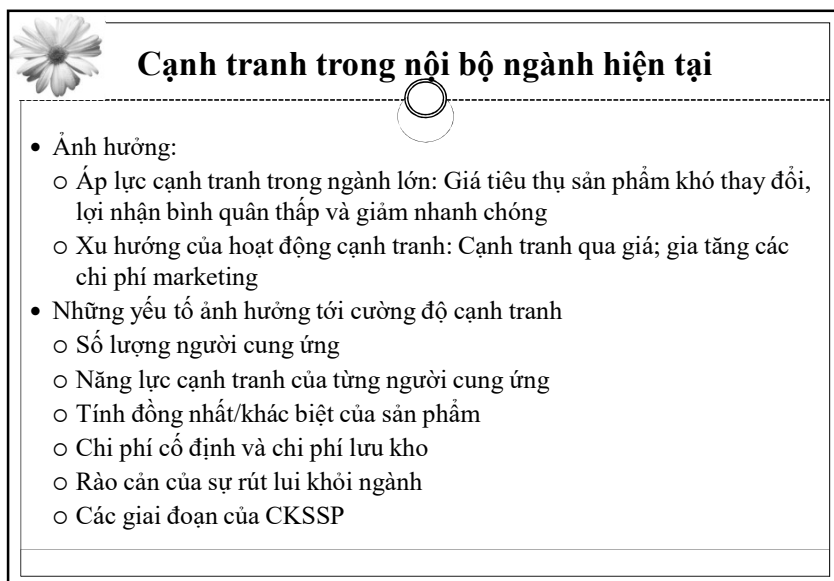 Cạnh tranh trong nội bộ ngành hiện tại
• Ảnh hưởng:
o Áp lực cạnh tranh trong ngành lớn: Giá tiêu thụ sản phẩm khó thay đổi,
lợi nhận bình quân thấp và giảm nhanh chóng
o Xu hướng của hoạt động cạnh tranh: Cạnh tranh qua giá; gia tăng các
chi phí marketing
• Những yếu tố ảnh hưởng tới cường độ cạnh tranh
o Số lượng người cung ứng
o Năng lực cạnh tranh của từng người cung ứng
o Tính đồng nhất/khác biệt của sản phẩm
o Chi phí cố định và chi phí lưu kho
o Rào cản của sự rút lui khỏi ngành
o Các giai đoạn của CKSSP